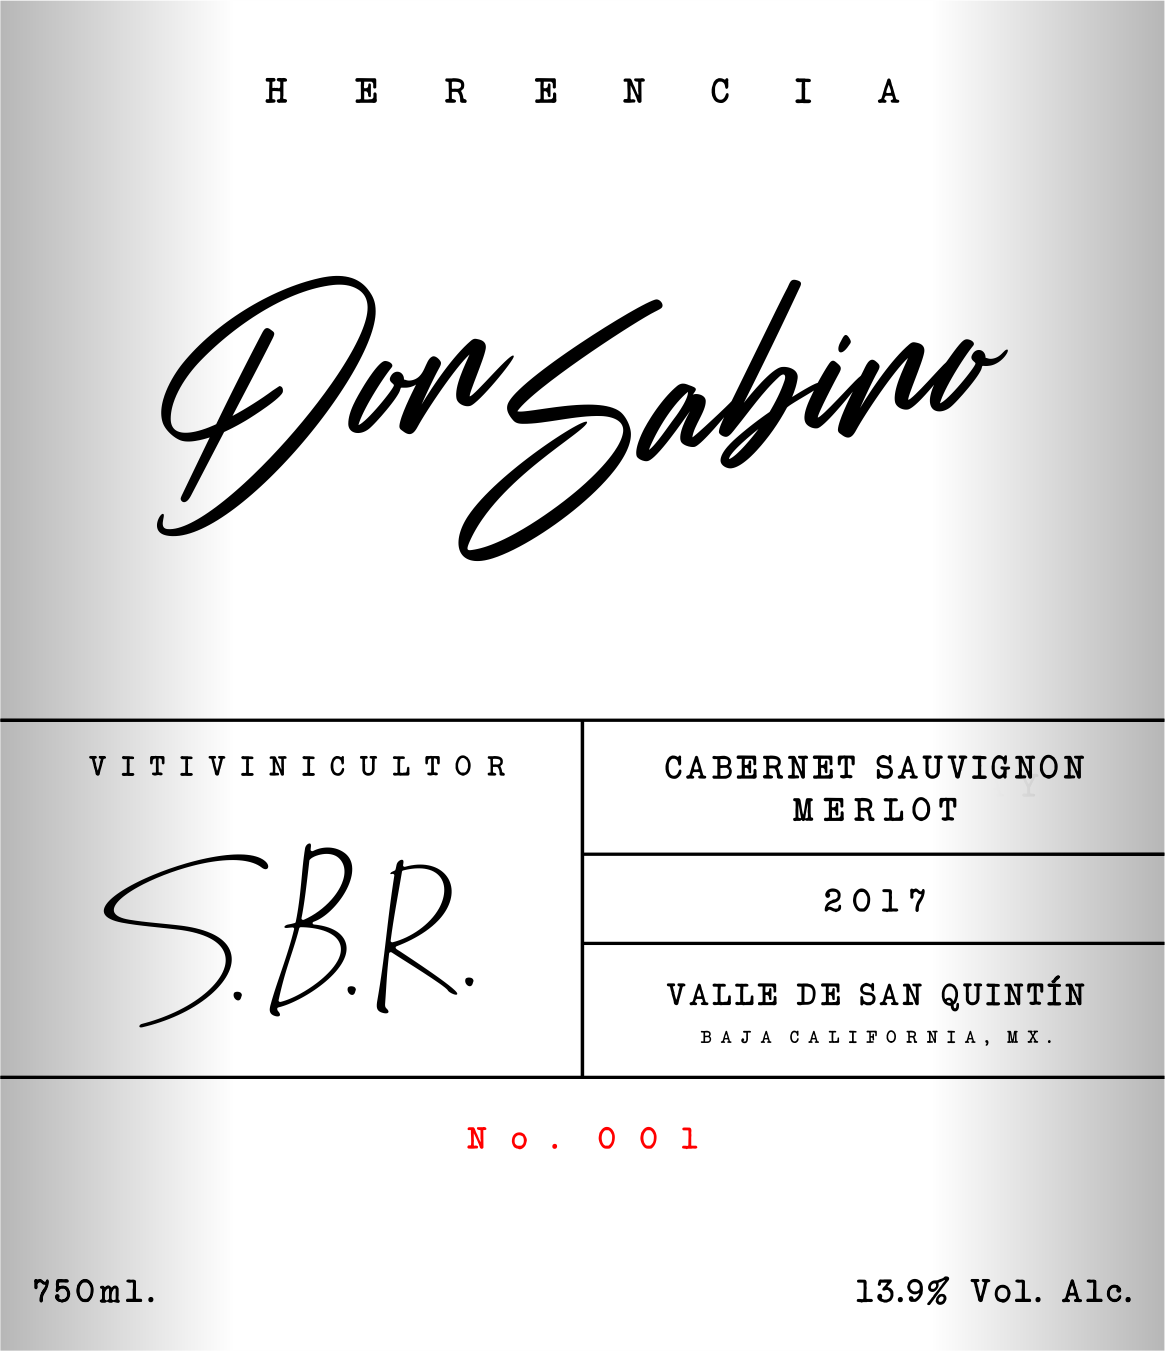 HERENCIA
Don Sabino
VITIVINICULTOR
S.B.R.
CABERNET SAUVIGNON
Y
MERLOT
2017
VALLE DE SAN QUINTÍN
BAJA CALIFORNIA, MX.
No. 001
750ml.
13.9% Vol. Alc.